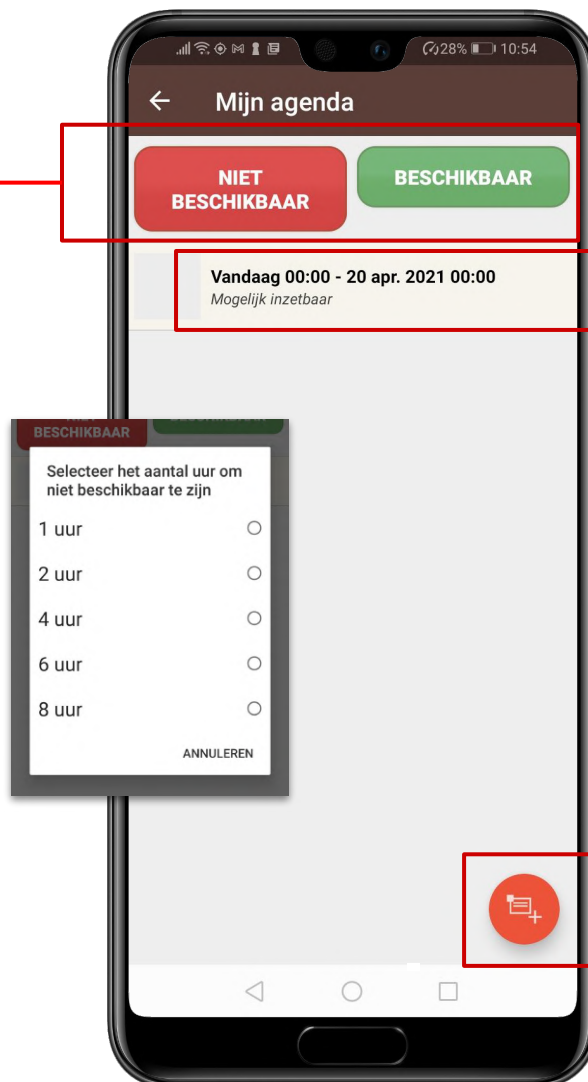 28% 10:54
Mijn agenda
NIET
BESCHIKBAAR
BESCHIKBAAR
Vandaag 00:00 - 20 apr. 2021 00:00
Mogelijk inzetbaar
BESCHIKBAAR
Selecteer het aantal uur om
niet beschikbaar te zijn
1 uur
2 uur
4 uur
6 uur
8 uur
ANNULEREN